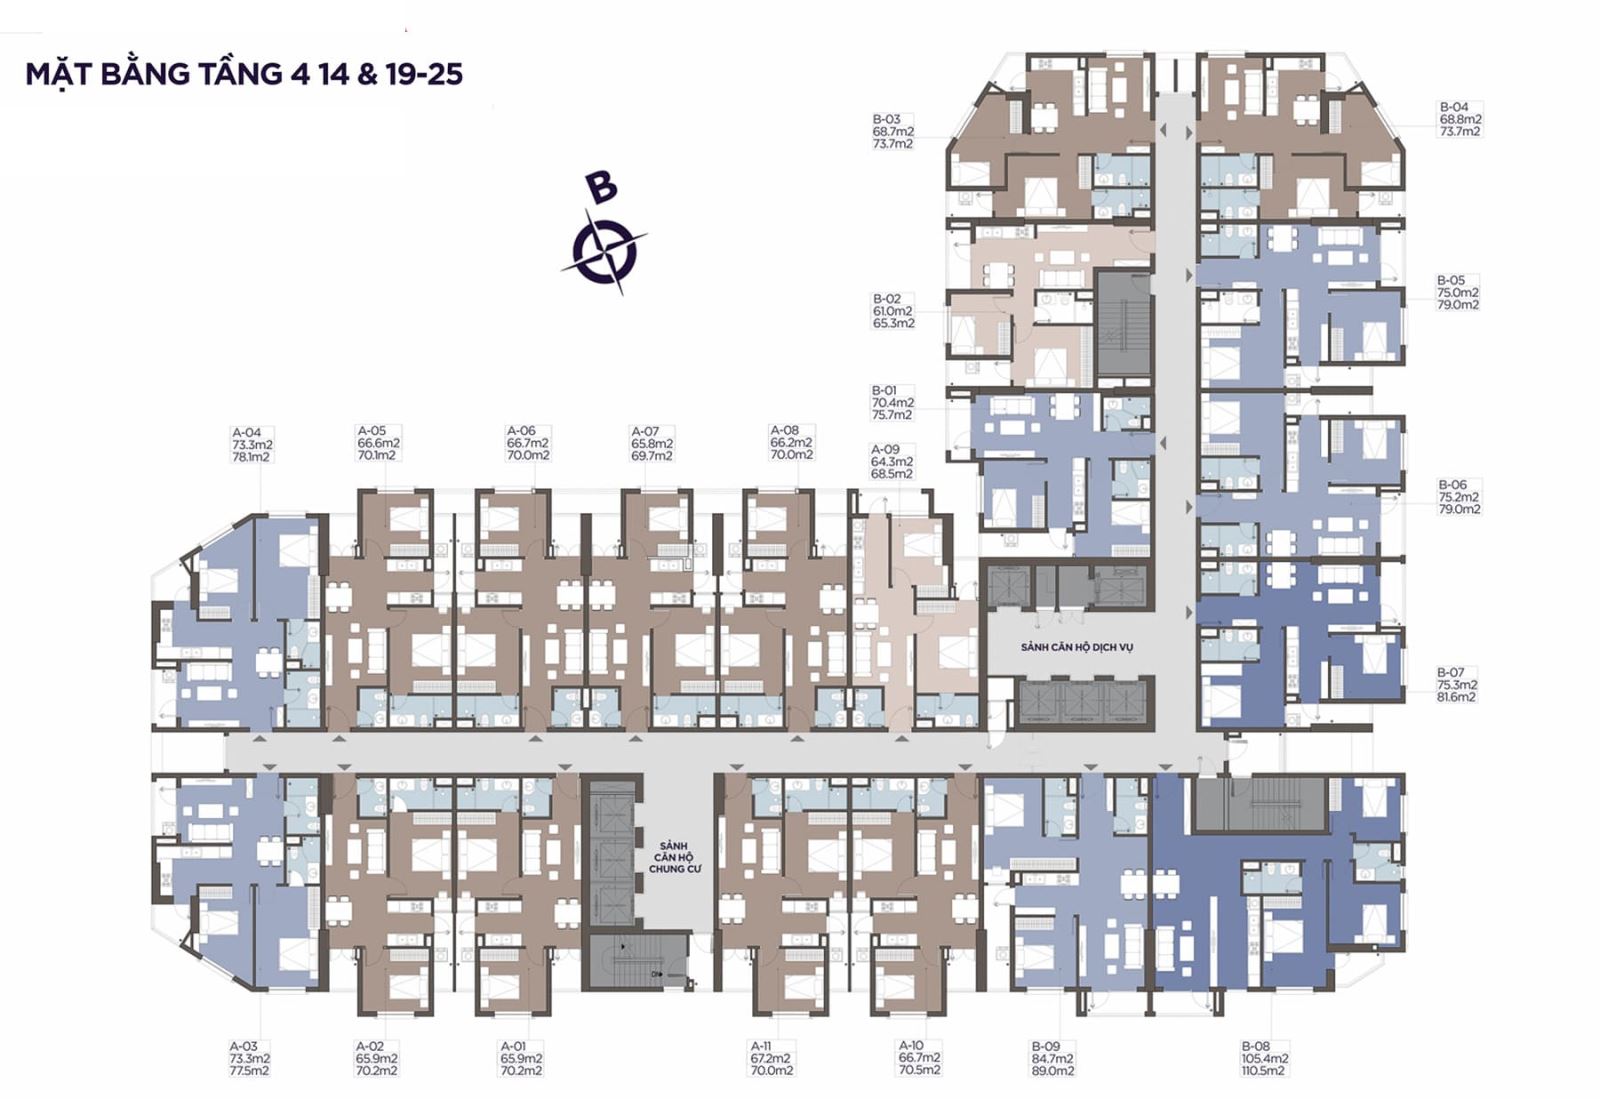 MẶT BẰNG TẦNG 4 14 & 19-25
B
B-03
68.7m2
73.7m2
B-04
68.8m2
73.7m2
B-02
61.0m2
65.3m2
B-05
75.0m2
79.0m2
B-01
70.4m2
75.7m2
A-04
73.3m2
78.1m2
A-05
66.6m2
70.1m2
A-06
66.7m2
70.0m2
A-07
65.8m2
69.7m2
A-08
66.2m2
70.0m2
A-09
64.3m2
68.5m2
B-06
75.2m2
79.0m2
SẢNH CĂN HỘ DỊCH VỤ
B-07
75.3m2
81.6m2
SẢNH
CĂN HỘ
CHUNG CƯ
DN
A-03
73.3m2
77.5m2
A-02
65.9m2
70.2m2
A-01
65.9m2
70.2m2
A-11
67.2m2
70.0m2
A-10
66.7m2
70.5m2
B-09
84.7m2
89.0m2
B-08
105.4m2
110.5m2